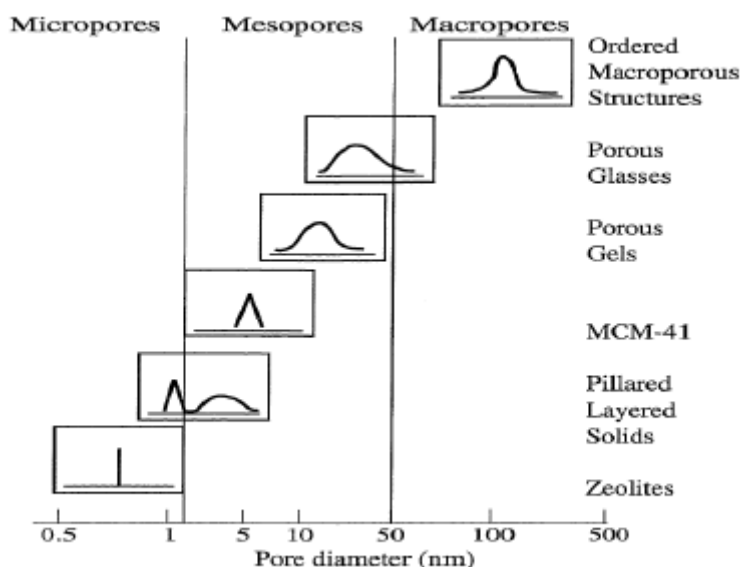 Micropores Mesopores Macropores
Ordered
Macroporous
Structures
Porous
Glasses
Porous
Gels
MCM-41
Pillared
Layered
Solids
Zeolites
0.5 1 5 10 50 100 500
Pore diameter (nm)